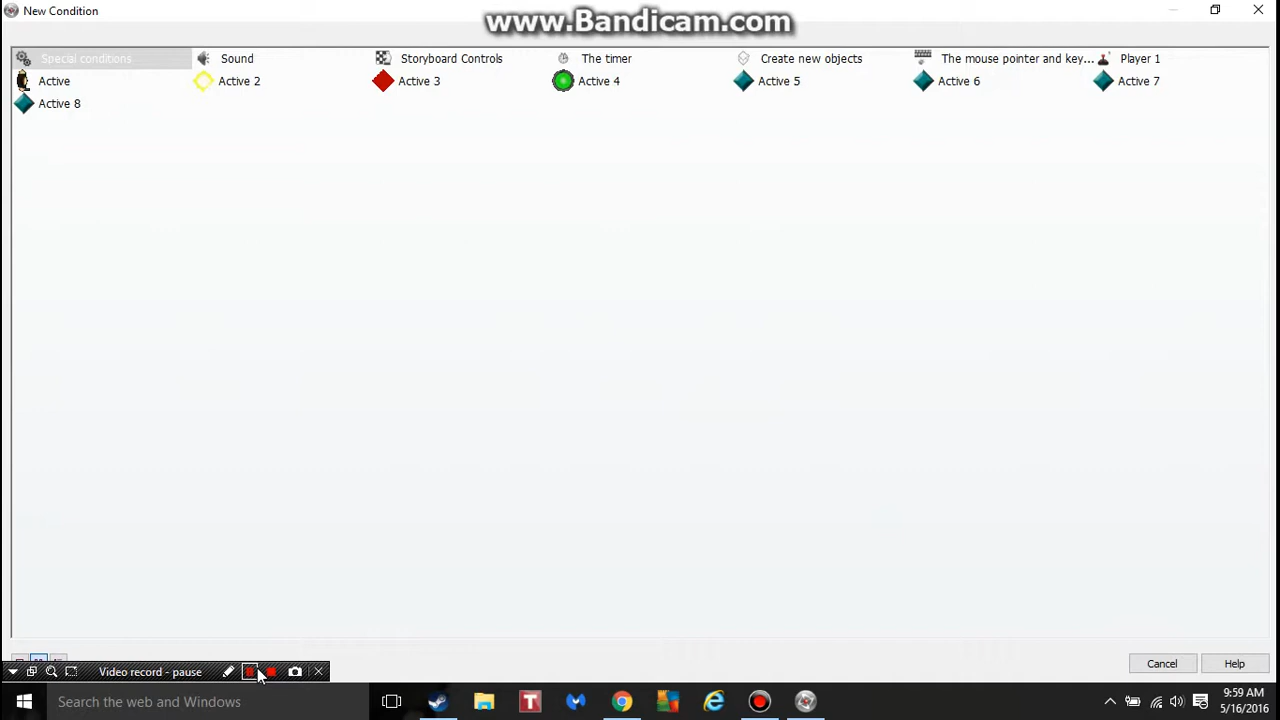 New Condition
www.Bandicam.com
Special conditions Sound Storyboard Controls The timer Create new objects The mouse pointer and key... Player 1
Active Active 2 Active 3 Active 4 Active 5 Active 6 Active 7
Active 8
Cancel Help
Video record - pause
Search the web and Windows
9:59 AM
5/16/2016